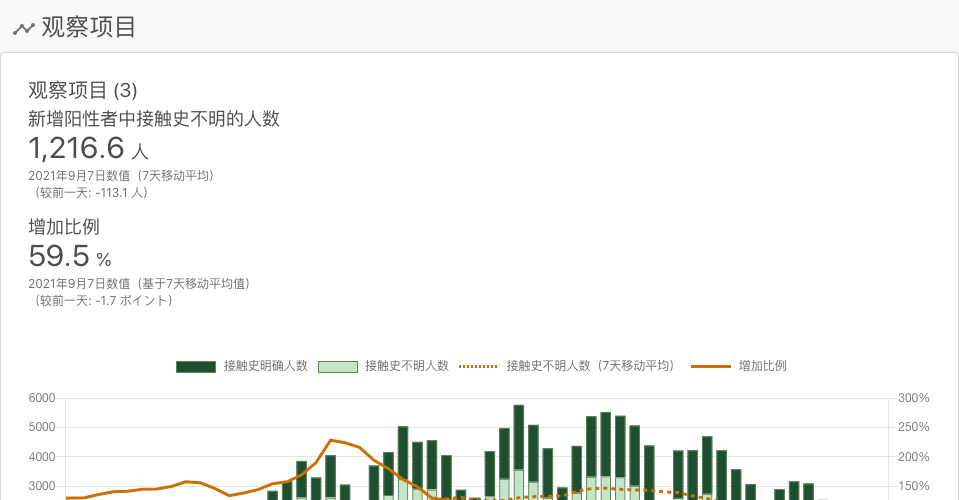 观察项目
观察项目 (3)
新增阳性者中接触史不明的人数
1,216.6 人
2021年9月7日数值（7天移动平均）
（较前一天: -113.1 人）
增加比例
59.5 %
2021年9月7日数值（基于7天移动平均值）
（较前一天: -1.7 ポイント）
接触史明确人数 接触史不明人数 接触史不明人数（7天移动平均） 增加比例
6000 300%
5000 250%
4000 200%
3000 150%